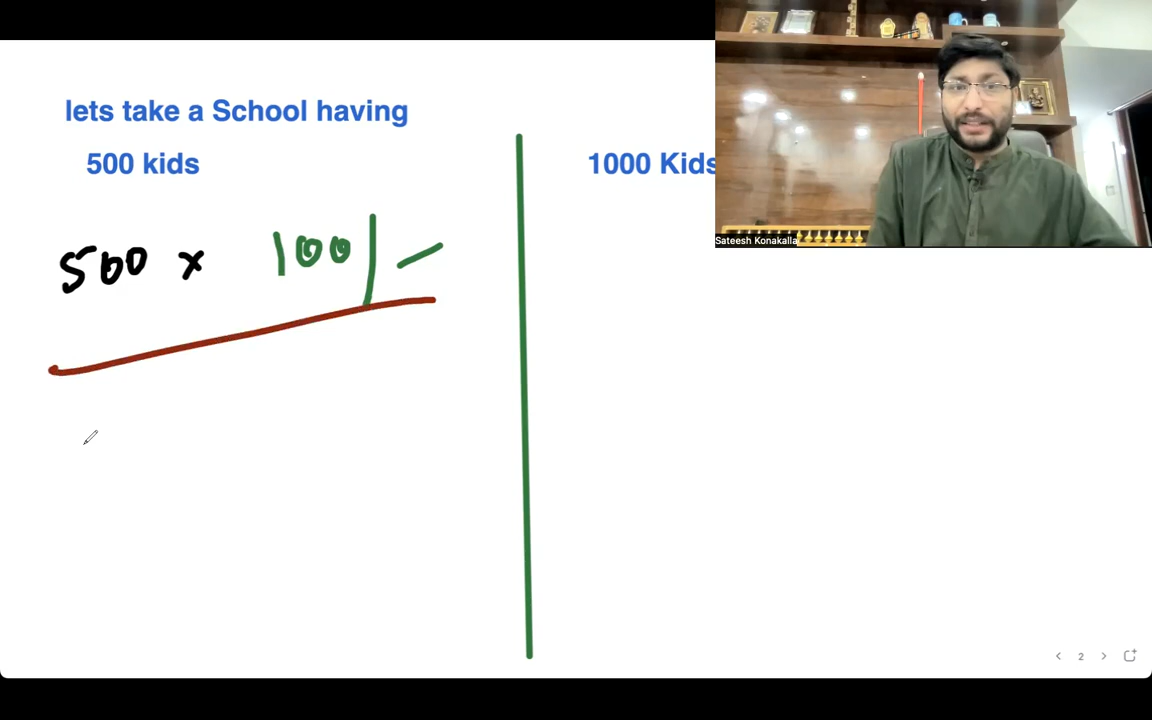 lets take a School having
500 kids
1000 Kids
500 x 100/-
Sateesh Konakalla
2